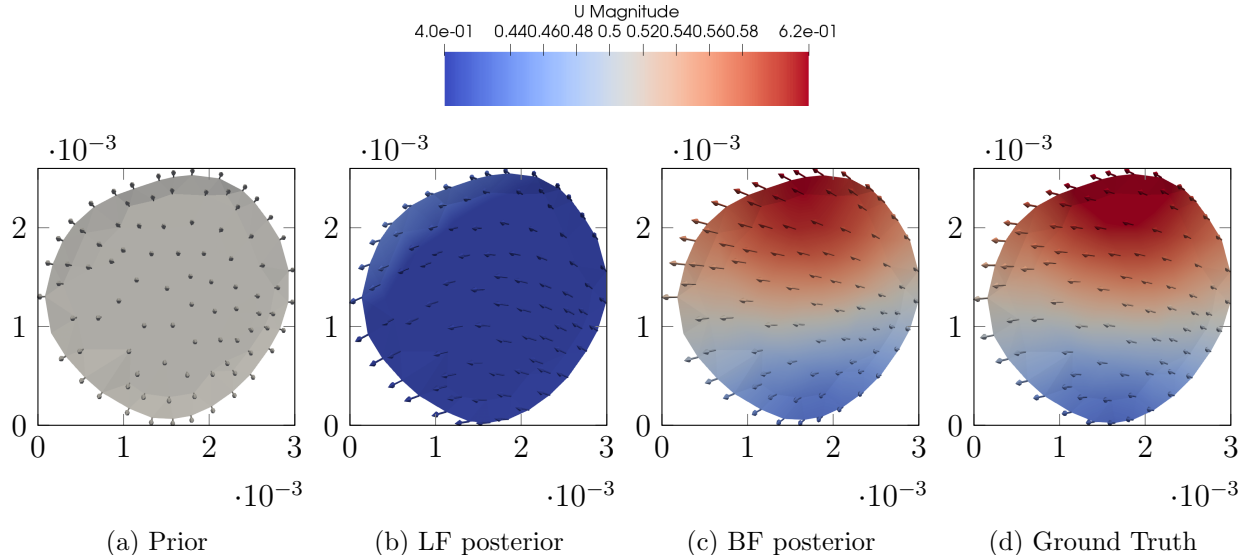 U Magnitude
4.0e-01 0.44 0.46 0.48 0.5 0.52 0.54 0.56 0.58 6.2e-01
·10⁻³ ·10⁻³ ·10⁻³ ·10⁻³
2 2 2 2
1 1 1 1
0 0 0 0
0 1 2 3 0 1 2 3 0 1 2 3 0 1 2 3
·10⁻³ ·10⁻³ ·10⁻³ ·10⁻³
(a) Prior (b) LF posterior (c) BF posterior (d) Ground Truth